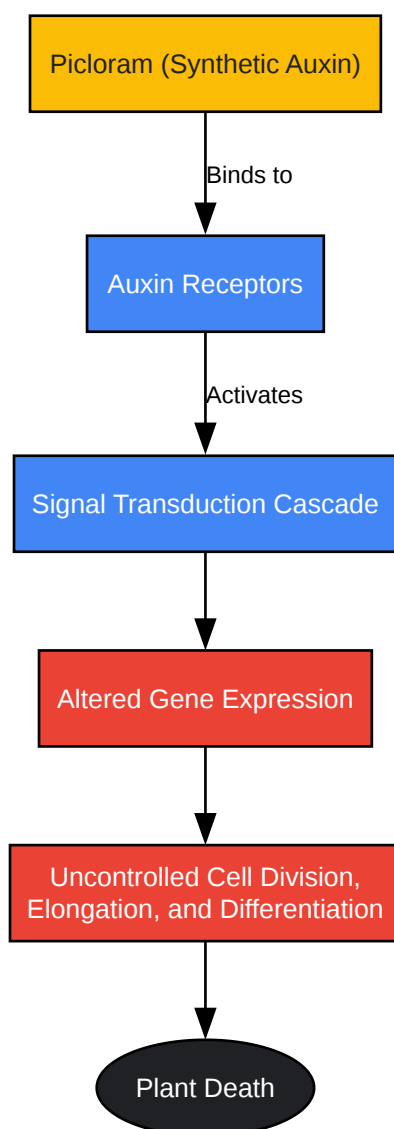 Picloram (Synthetic Auxin)
Binds to
Auxin Receptors
Activates
Signal Transduction Cascade
Altered Gene Expression
Uncontrolled Cell Division,
Elongation, and Differentiation
Plant Death